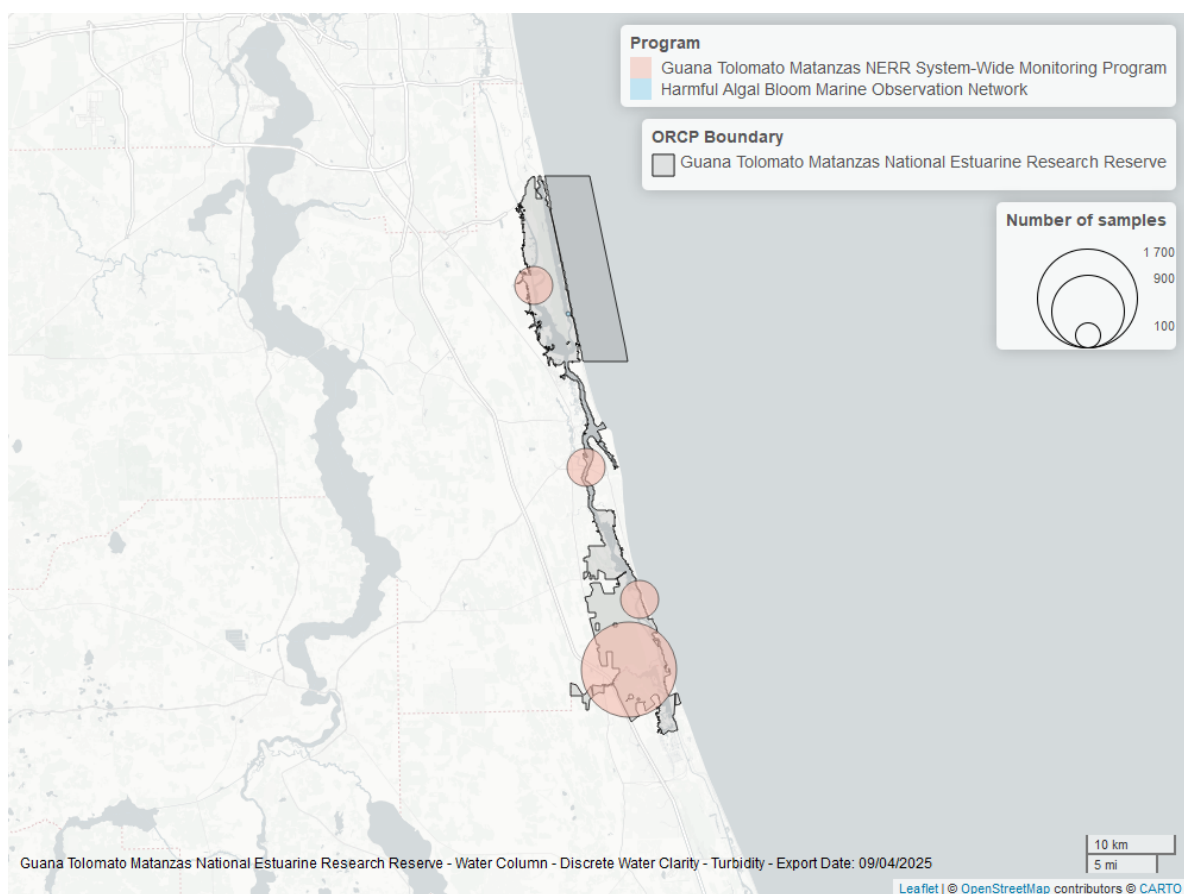 Program
Guana Tolomato Matanzas NERR System-Wide Monitoring Program
Harmful Algal Bloom Marine Observation Network
ORCP Boundary
Guana Tolomato Matanzas National Estuarine Research Reserve
Number of samples
1 700
900
100
10 km
5 mi
Guana Tolomato Matanzas National Estuarine Research Reserve - Water Column - Discrete Water Clarity - Turbidity - Export Date: 09/04/2025
Leaflet | © OpenStreetMap contributors © CARTO